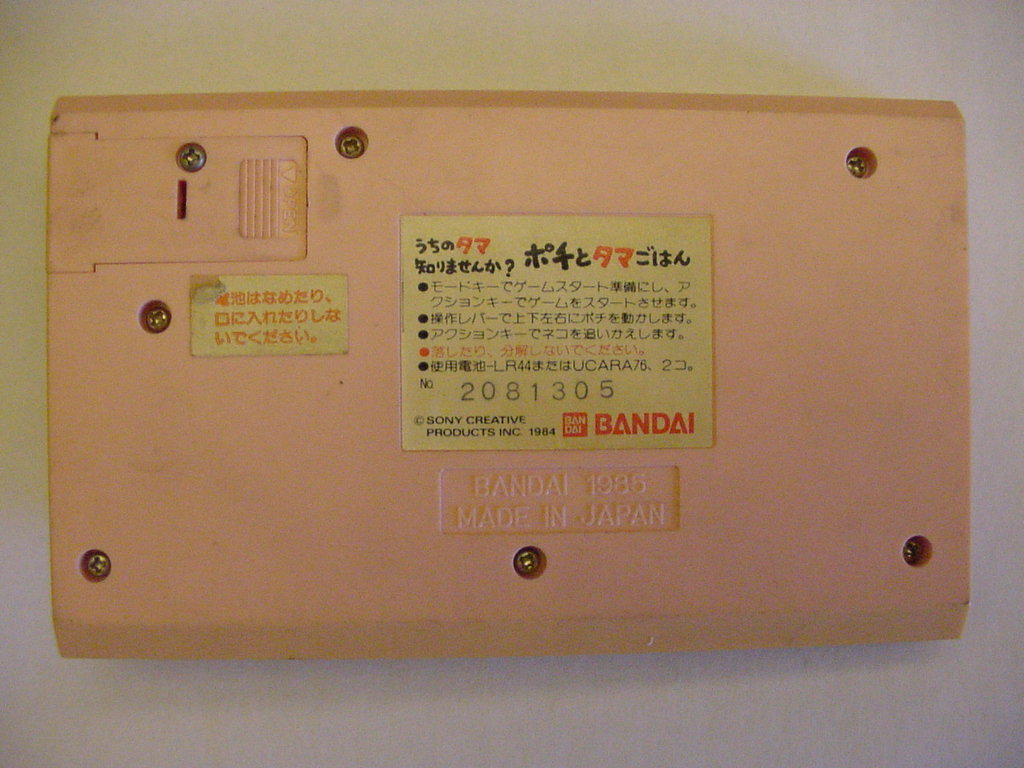 OPEN
電池はなめたり、
口に入れたりしな
いでください。
うちのタマ
知りませんか? ポチとタマごはん
●モードキーでゲームスタート準備にし、ア
クションキーでゲームをスタートさせます。
●操作レバーで上下左右にポチを動かします。
●アクションキーでネコを追いかえします。
●落したり、分解しないでください。
●使用電池-LR44またはUCARA76、2コ。
No. 2081305
© SONY CREATIVE
PRODUCTS INC. 1984
BAN
DAI
BANDAI
BANDAI 1985
MADE IN JAPAN